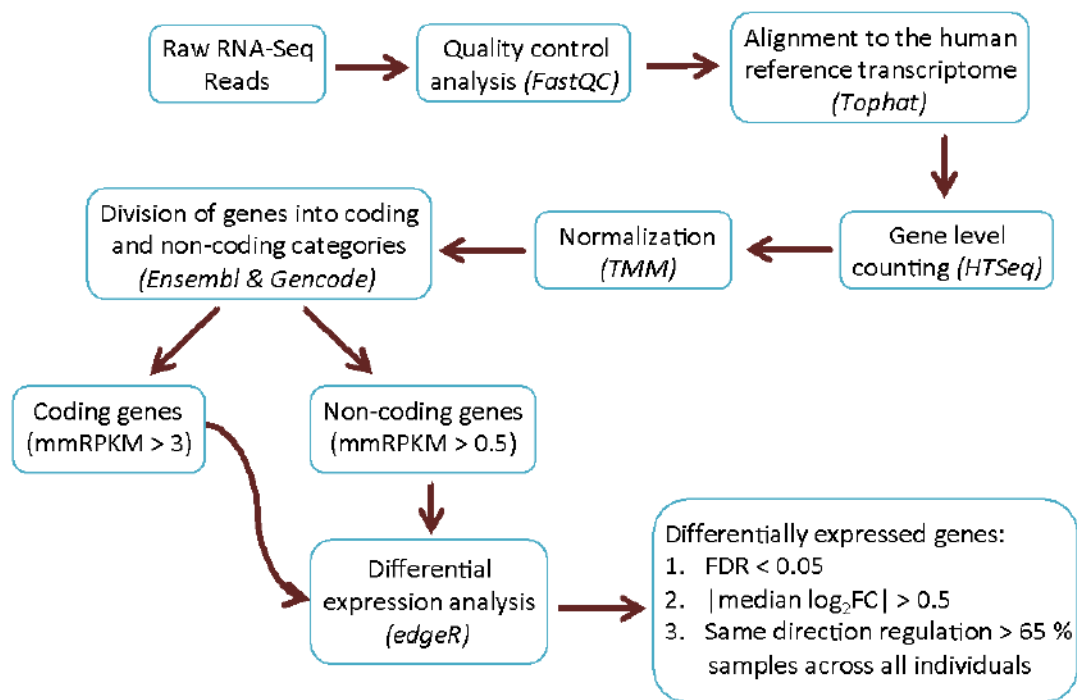 Raw RNA-Seq
Reads
Quality control
analysis (FastQC)
Alignment to the human
reference transcriptome
(Tophat)
Division of genes into coding
and non-coding categories
(Ensembl & Gencode)
Normalization
(TMM)
Gene level
counting (HTSeq)
Coding genes
(mmRPKM > 3)
Non-coding genes
(mmRPKM > 0.5)
Differential
expression analysis
(edgeR)
Differentially expressed genes:
1. FDR < 0.05
2. |median log₂FC| > 0.5
3. Same direction regulation > 65 %
samples across all individuals